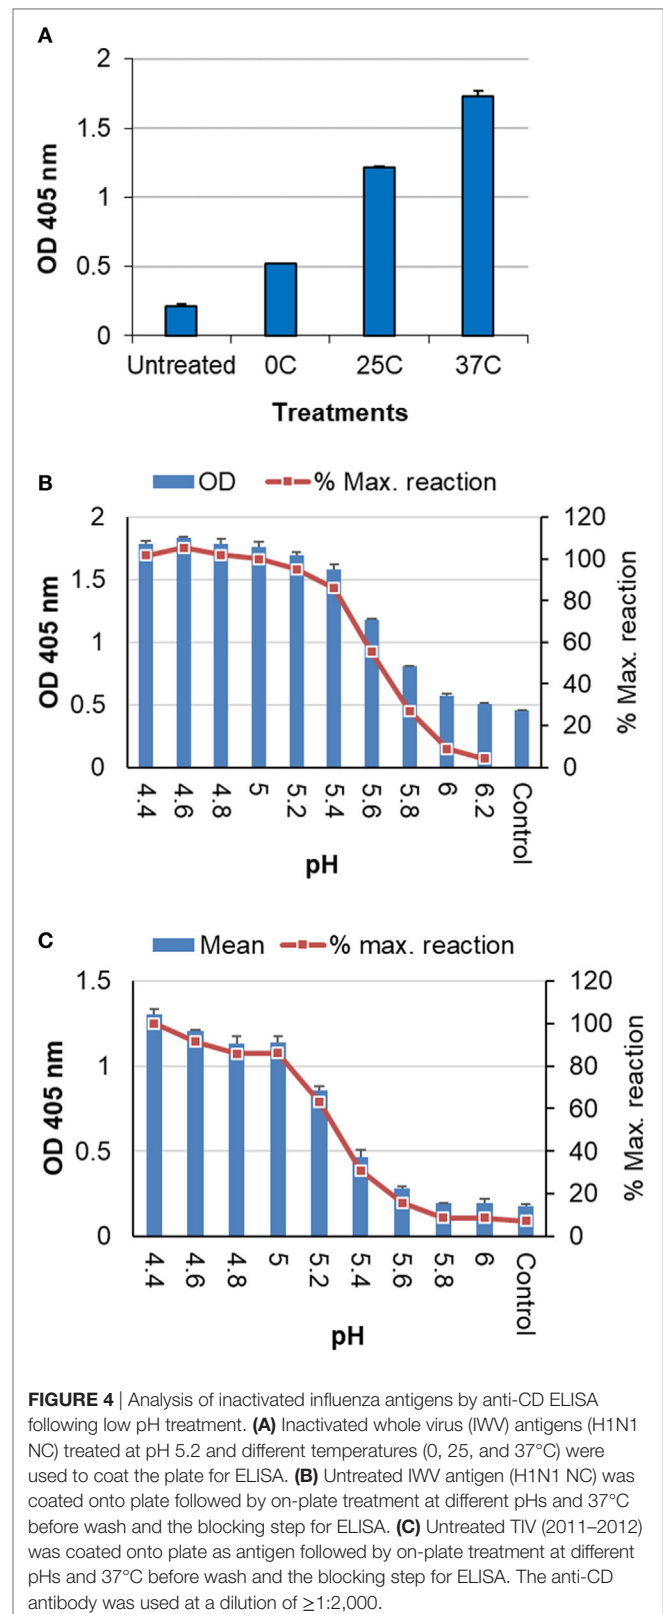 A
2
1.5
1
0.5
0
OD 405 nm
Untreated 0C 25C 37C
Treatments
B
OD % Max. reaction
2
1.5
1
0.5
0
OD 405 nm
120
100
80
60
40
20
0
% Max. reaction
4.4 4.6 4.8 5 5.2 5.4 5.6 5.8 6 6.2 Control
pH
C
Mean % max. reaction
1.5
1
0.5
0
OD 405 nm
120
100
80
60
40
20
0
% Max. reaction
4.4 4.6 4.8 5 5.2 5.4 5.6 5.8 6 Control
pH
FIGURE 4 | Analysis of inactivated influenza antigens by anti-CD ELISA
following low pH treatment. (A) Inactivated whole virus (IWV) antigens (H1N1
NC) treated at pH 5.2 and different temperatures (0, 25, and 37°C) were
used to coat the plate for ELISA. (B) Untreated IWV antigen (H1N1 NC) was
coated onto plate followed by on-plate treatment at different pHs and 37°C
before wash and the blocking step for ELISA. (C) Untreated TIV (2011–2012)
was coated onto plate as antigen followed by on-plate treatment at different
pHs and 37°C before wash and the blocking step for ELISA. The anti-CD
antibody was used at a dilution of ≥1:2,000.